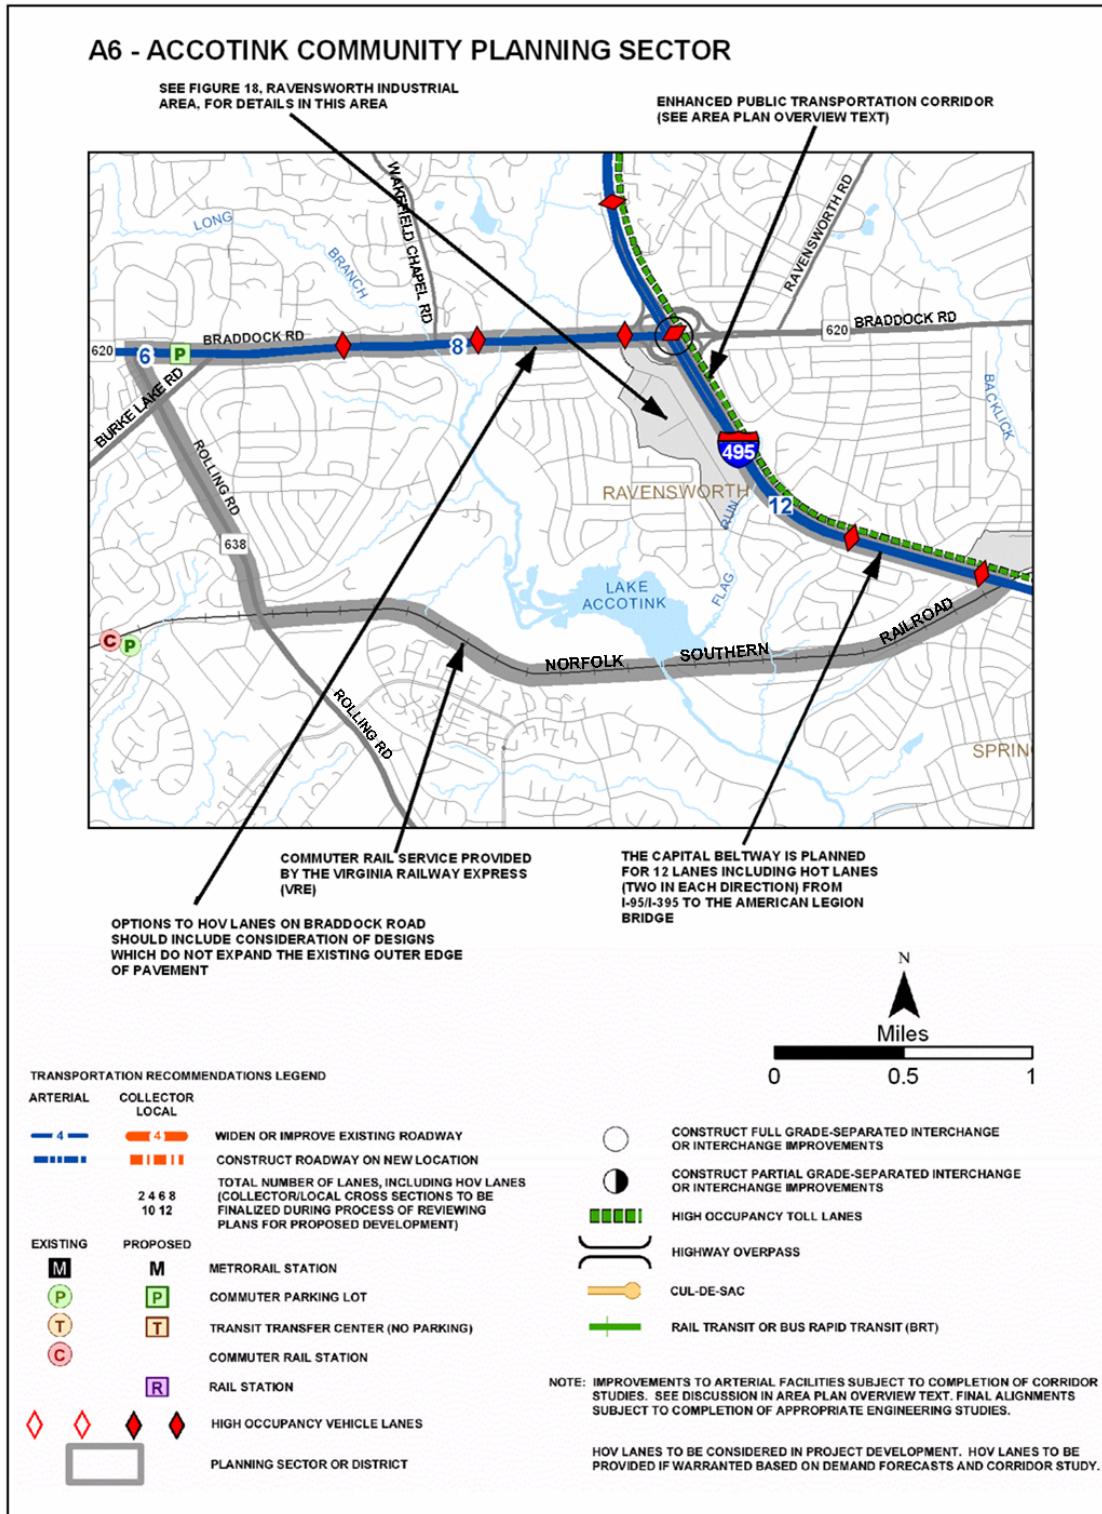 A6 - ACCOTINK COMMUNITY PLANNING SECTOR
SEE FIGURE 18, RAVENSWORTH INDUSTRIAL
AREA, FOR DETAILS IN THIS AREA
ENHANCED PUBLIC TRANSPORTATION CORRIDOR
(SEE AREA PLAN OVERVIEW TEXT)
WAKEFIELD CHAPEL RD
RAVENSWORTH RD
LONG
BRANCH
620
BRADDOCK RD
6
P
8
620
BRADDOCK RD
BURKE LAKE RD
ROLLING RD
638
BACKLICK
495
RAVENSWORTH
12
RUN
FLAG
LAKE
ACCOTINK
C
P
NORFOLK
SOUTHERN
RAILROAD
ROLLING RD
SPRIN
COMMUTER RAIL SERVICE PROVIDED
BY THE VIRGINIA RAILWAY EXPRESS
(VRE)
THE CAPITAL BELTWAY IS PLANNED
FOR 12 LANES INCLUDING HOT LANES
(TWO IN EACH DIRECTION) FROM
I-95/I-395 TO THE AMERICAN LEGION
BRIDGE
OPTIONS TO HOV LANES ON BRADDOCK ROAD
SHOULD INCLUDE CONSIDERATION OF DESIGNS
WHICH DO NOT EXPAND THE EXISTING OUTER EDGE
OF PAVEMENT
N
Miles
0 0.5 1
TRANSPORTATION RECOMMENDATIONS LEGEND
ARTERIAL
COLLECTOR
LOCAL
4 4 WIDEN OR IMPROVE EXISTING ROADWAY
CONSTRUCT ROADWAY ON NEW LOCATION
2 4 6 8
10 12
TOTAL NUMBER OF LANES, INCLUDING HOV LANES
(COLLECTOR/LOCAL CROSS SECTIONS TO BE
FINALIZED DURING PROCESS OF REVIEWING
PLANS FOR PROPOSED DEVELOPMENT)
EXISTING PROPOSED
M M METRORAIL STATION
P P COMMUTER PARKING LOT
T T TRANSIT TRANSFER CENTER (NO PARKING)
C COMMUTER RAIL STATION
R RAIL STATION
HIGH OCCUPANCY VEHICLE LANES
PLANNING SECTOR OR DISTRICT
CONSTRUCT FULL GRADE-SEPARATED INTERCHANGE
OR INTERCHANGE IMPROVEMENTS
CONSTRUCT PARTIAL GRADE-SEPARATED INTERCHANGE
OR INTERCHANGE IMPROVEMENTS
HIGH OCCUPANCY TOLL LANES
HIGHWAY OVERPASS
CUL-DE-SAC
RAIL TRANSIT OR BUS RAPID TRANSIT (BRT)
NOTE: IMPROVEMENTS TO ARTERIAL FACILITIES SUBJECT TO COMPLETION OF CORRIDOR
STUDIES. SEE DISCUSSION IN AREA PLAN OVERVIEW TEXT. FINAL ALIGNMENTS
SUBJECT TO COMPLETION OF APPROPRIATE ENGINEERING STUDIES.
HOV LANES TO BE CONSIDERED IN PROJECT DEVELOPMENT. HOV LANES TO BE
PROVIDED IF WARRANTED BASED ON DEMAND FORECASTS AND CORRIDOR STUDY.